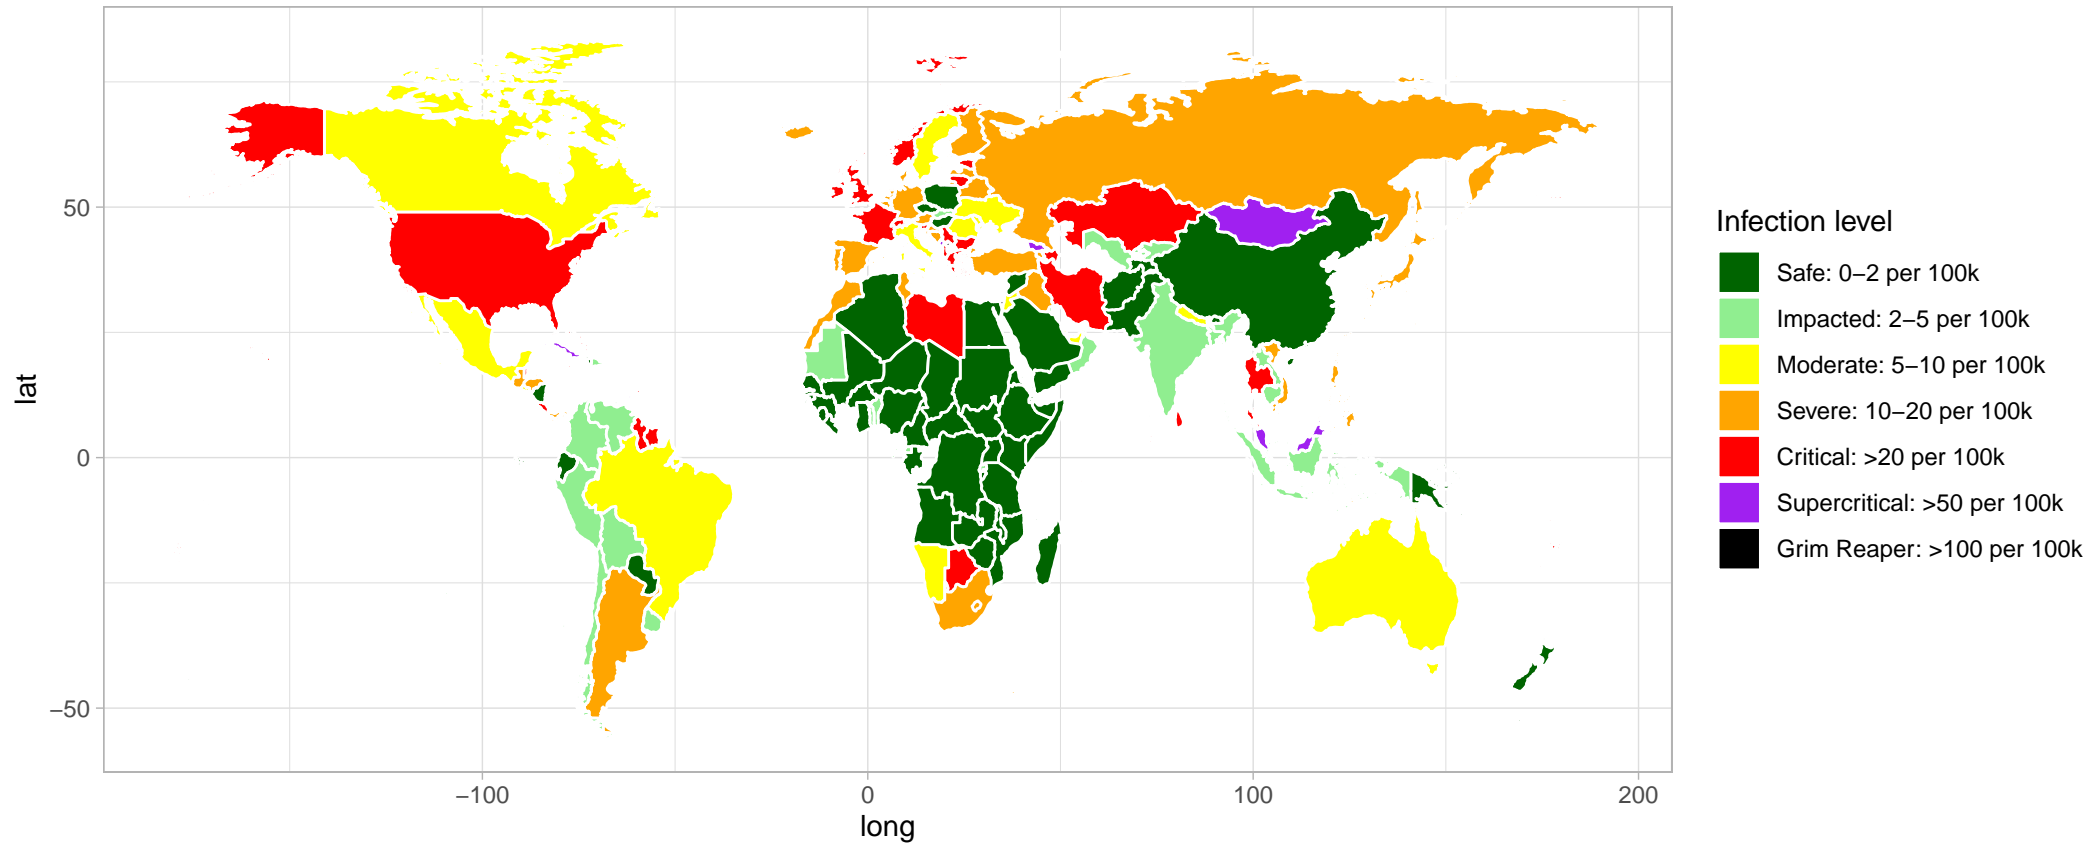 50
0
−50
lat
−100
0
100
200
long
Infection level
Safe: 0−2 per 100k
Impacted: 2−5 per 100k
Moderate: 5−10 per 100k
Severe: 10−20 per 100k
Critical: >20 per 100k
Supercritical: >50 per 100k
Grim Reaper: >100 per 100k